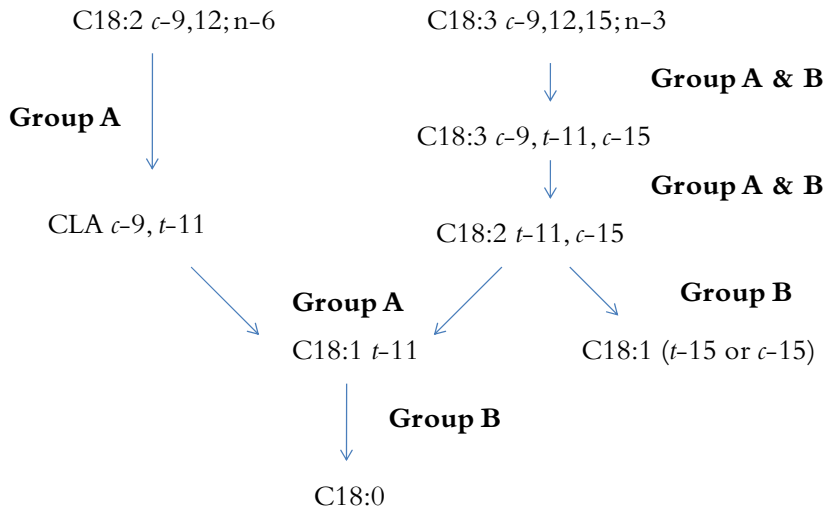 C18:2 c-9,12; n-6
C18:3 c-9,12,15; n-3
Group A & B
Group A
C18:3 c-9, t-11, c-15
Group A & B
CLA c-9, t-11
C18:2 t-11, c-15
Group A
Group B
C18:1 t-11
C18:1 (t-15 or c-15)
Group B
C18:0